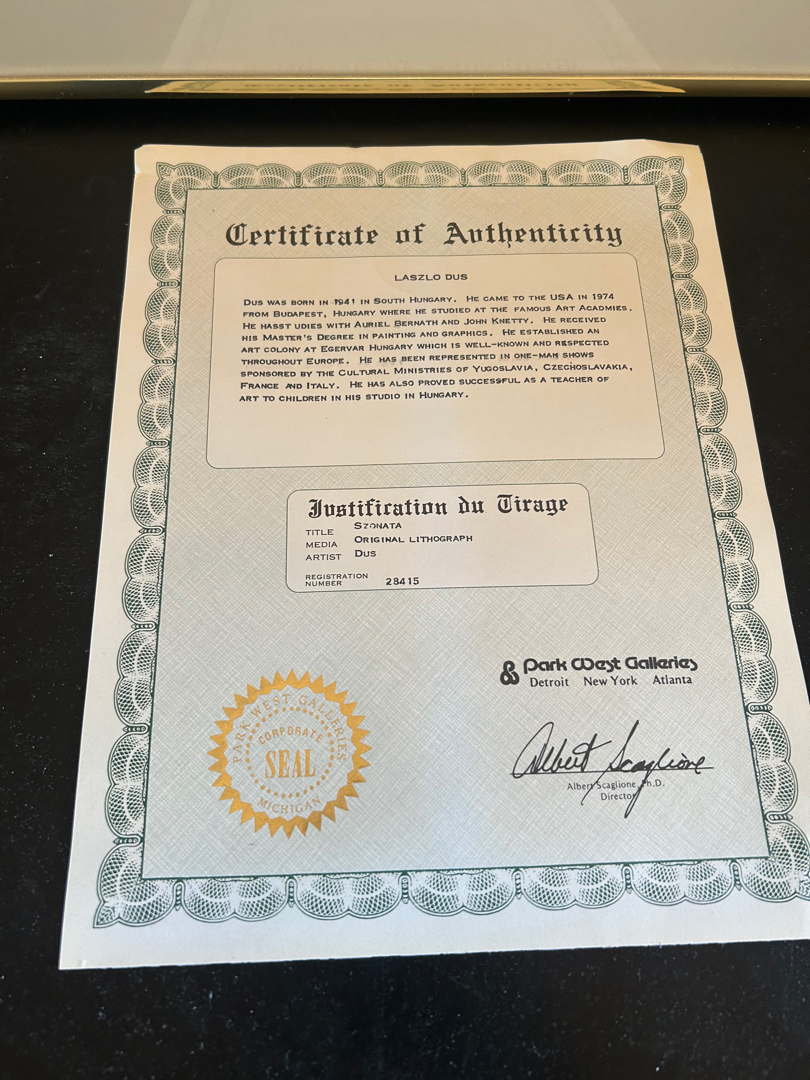 Certificate of Authenticity
LASZLO DUS
DUS WAS BORN IN 1941 IN SOUTH HUNGARY. HE CAME TO THE USA IN 1974
FROM BUDAPEST, HUNGARY WHERE HE STUDIED AT THE FAMOUS ART ACADMIES.
HE HASST UDIES WITH AURIEL BERNATH AND JOHN KNETTY. HE RECEIVED
HIS MASTER'S DEGREE IN PAINTING AND GRAPHICS. HE ESTABLISHED AN
ART COLONY AT EGERVAR HUNGARY WHICH IS WELL-KNOWN AND RESPECTED
THROUGHOUT EUROPE. HE HAS BEEN REPRESENTED IN ONE-MAN SHOWS
SPONSORED BY THE CULTURAL MINISTRIES OF YUGOSLAVIA, CZECHOSLAVAKIA,
FRANCE AND ITALY. HE HAS ALSO PROVED SUCCESSFUL AS A TEACHER OF
ART TO CHILDREN IN HIS STUDIO IN HUNGARY.
Justification du Tirage
TITLE SZONATA
MEDIA ORIGINAL LITHOGRAPH
ARTIST DUS
REGISTRATION
NUMBER 28415
Park West Galleries
Detroit New York Atlanta
PARK WEST GALLERIES
CORPORATE
SEAL
MICHIGAN
Albert Scaglione
Albert Scaglione, Ph.D.
Director